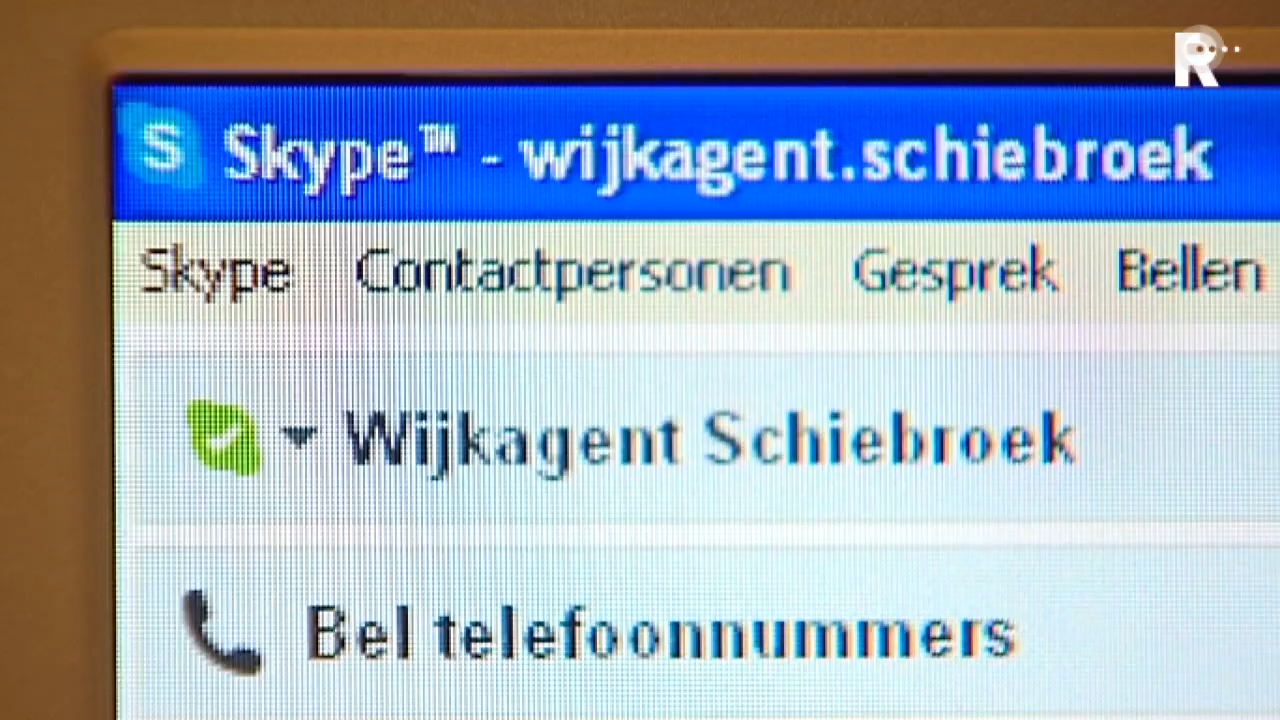 R
Skype™ - wijkagent.schiebroek
Skype Contactpersonen Gesprek Bellen
Wijkagent Schiebroek
Bel telefoonnummers